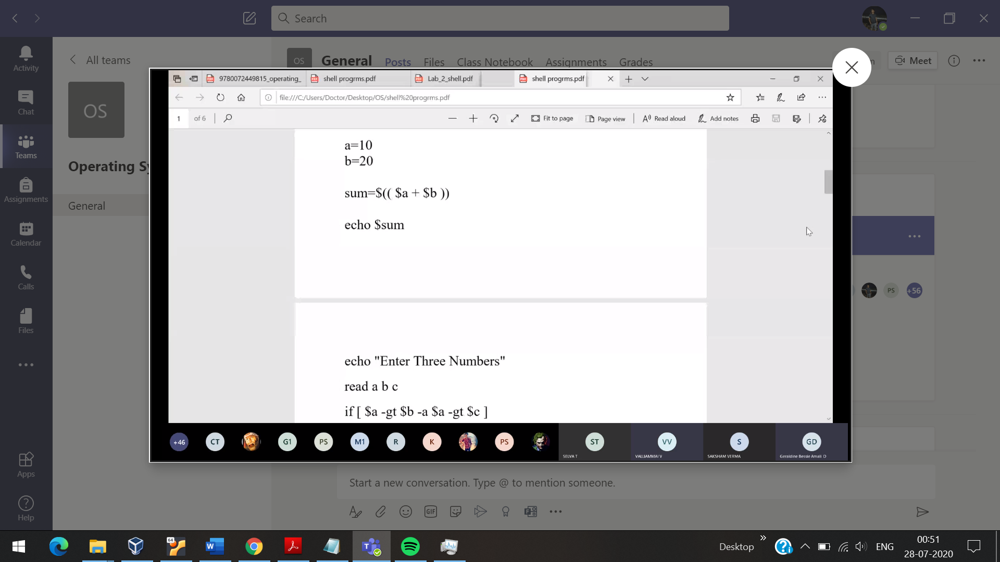 Search
Activity
Chat
Teams
Assignments
Calendar
Calls
Files
Apps
Help
All teams
OS
Operating Sy
General
OS
General Posts Files Class Notebook Assignments Grades
Meet
9780072449815_operating_
shell progrms.pdf
Lab_2_shell.pdf
shell progrms.pdf
file:///C:/Users/Doctor/Desktop/OS/shell%20progrms.pdf
1 of 6
Fit to page
Page view
Read aloud
Add notes
a=10
b=20
sum=$(( $a + $b ))
echo $sum
echo "Enter Three Numbers"
read a b c
if [ $a -gt $b -a $a -gt $c ]
PS
+56
+46
CT
G1
PS
M1
R
K
PS
ST
SELVA T
VV
VALLIAMMAI V
S
SAKSHAM VERMA
GD
Geraldine Bessie Amali D
Start a new conversation. Type @ to mention someone.
GIF
64
Desktop
ENG
00:51
28-07-2020